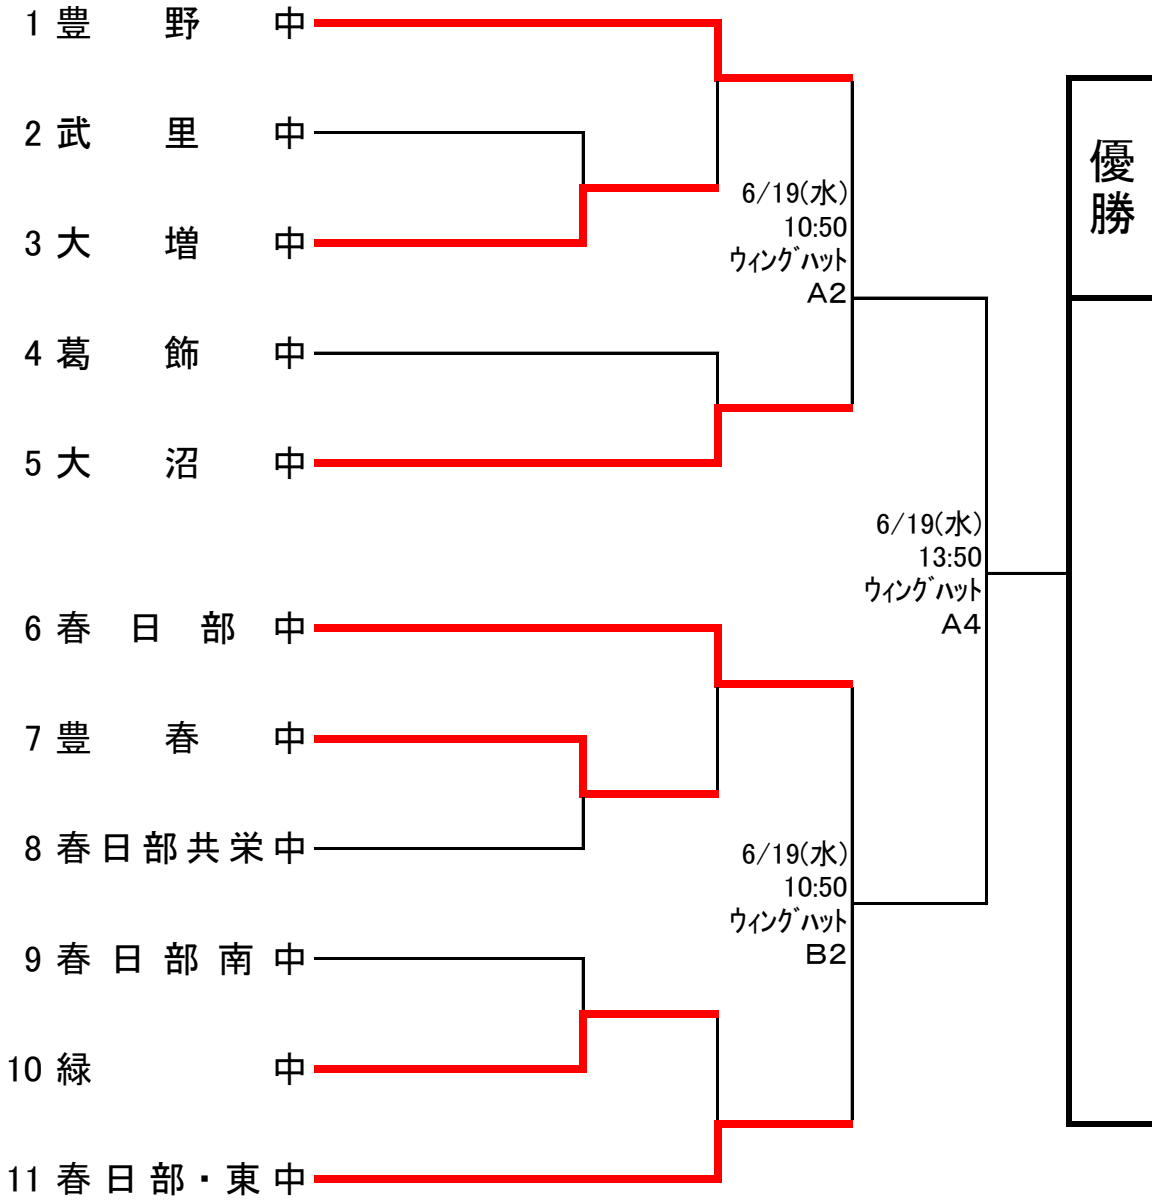 1 豊野中
2 武里中
3 大増中
4 葛飾中
5 大沼中
6 春日部中
7 豊春中
8 春日部共栄中
9 春日部南中
10 緑中
11 春日部・東中
6/19(水)
10:50
ウィングハット
A2
6/19(水)
10:50
ウィングハット
B2
6/19(水)
13:50
ウィングハット
A4
優勝